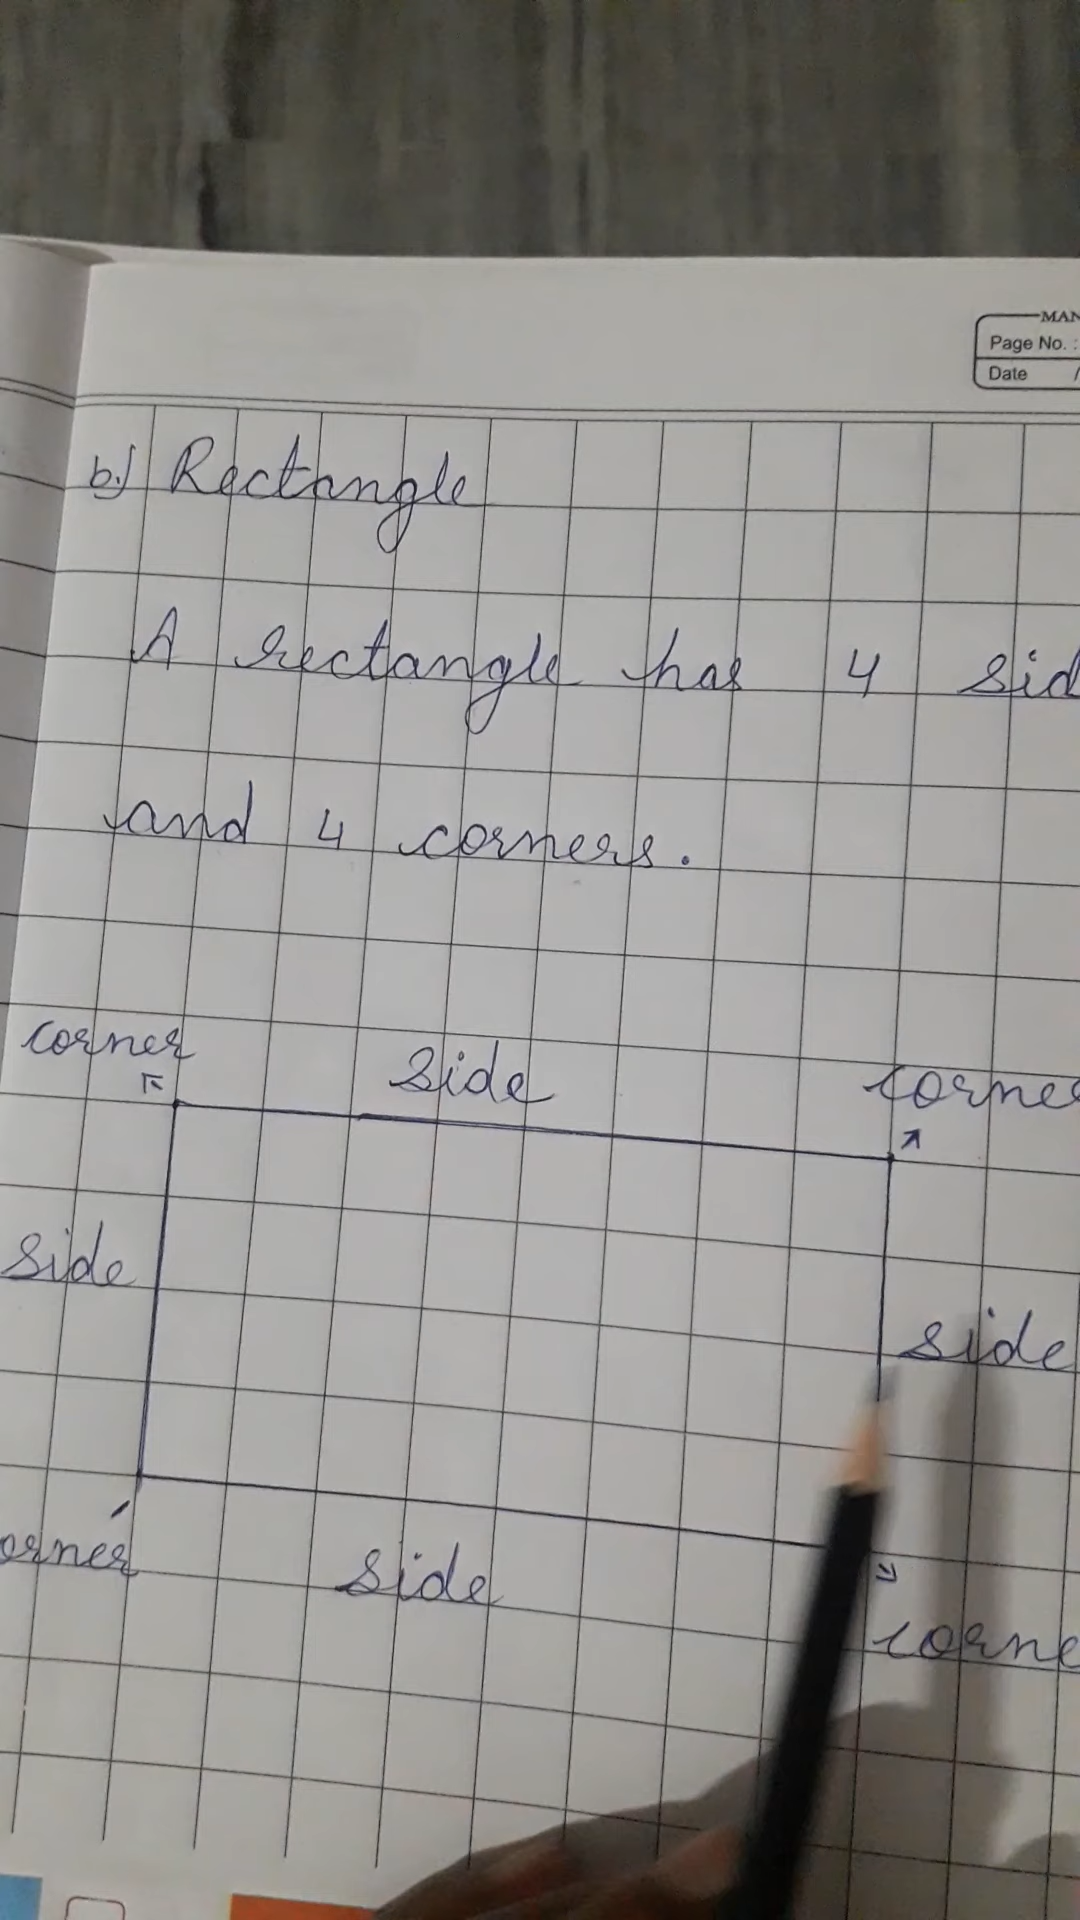 MAN
Page No. :
Date /
b) Rectangle
A rectangle has 4 sid
and 4 corners.
corner side corne
side side
orner side corne